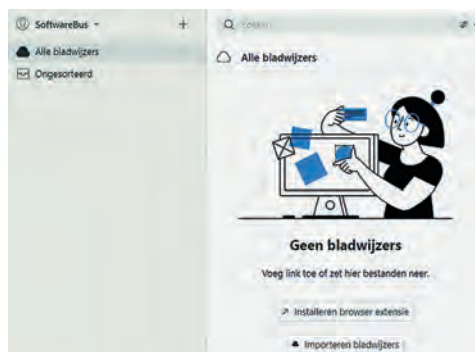 SoftwareBus
Alle bladwijzers
Ongesorteerd
Zoeken
Alle bladwijzers
Geen bladwijzers
Voeg link toe of zet hier bestanden neer.
Installeren browser extensie
Importeren bladwijzers